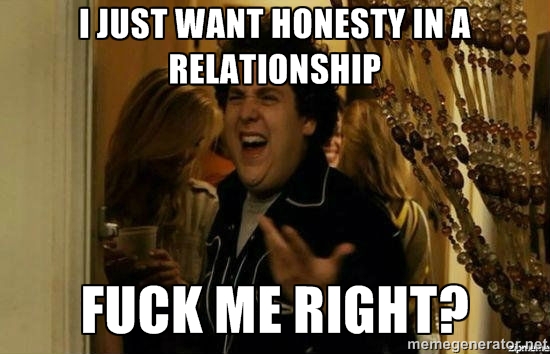 I JUST WANT HONESTY IN A
RELATIONSHIP
FUCK ME RIGHT?
memegenerator.net